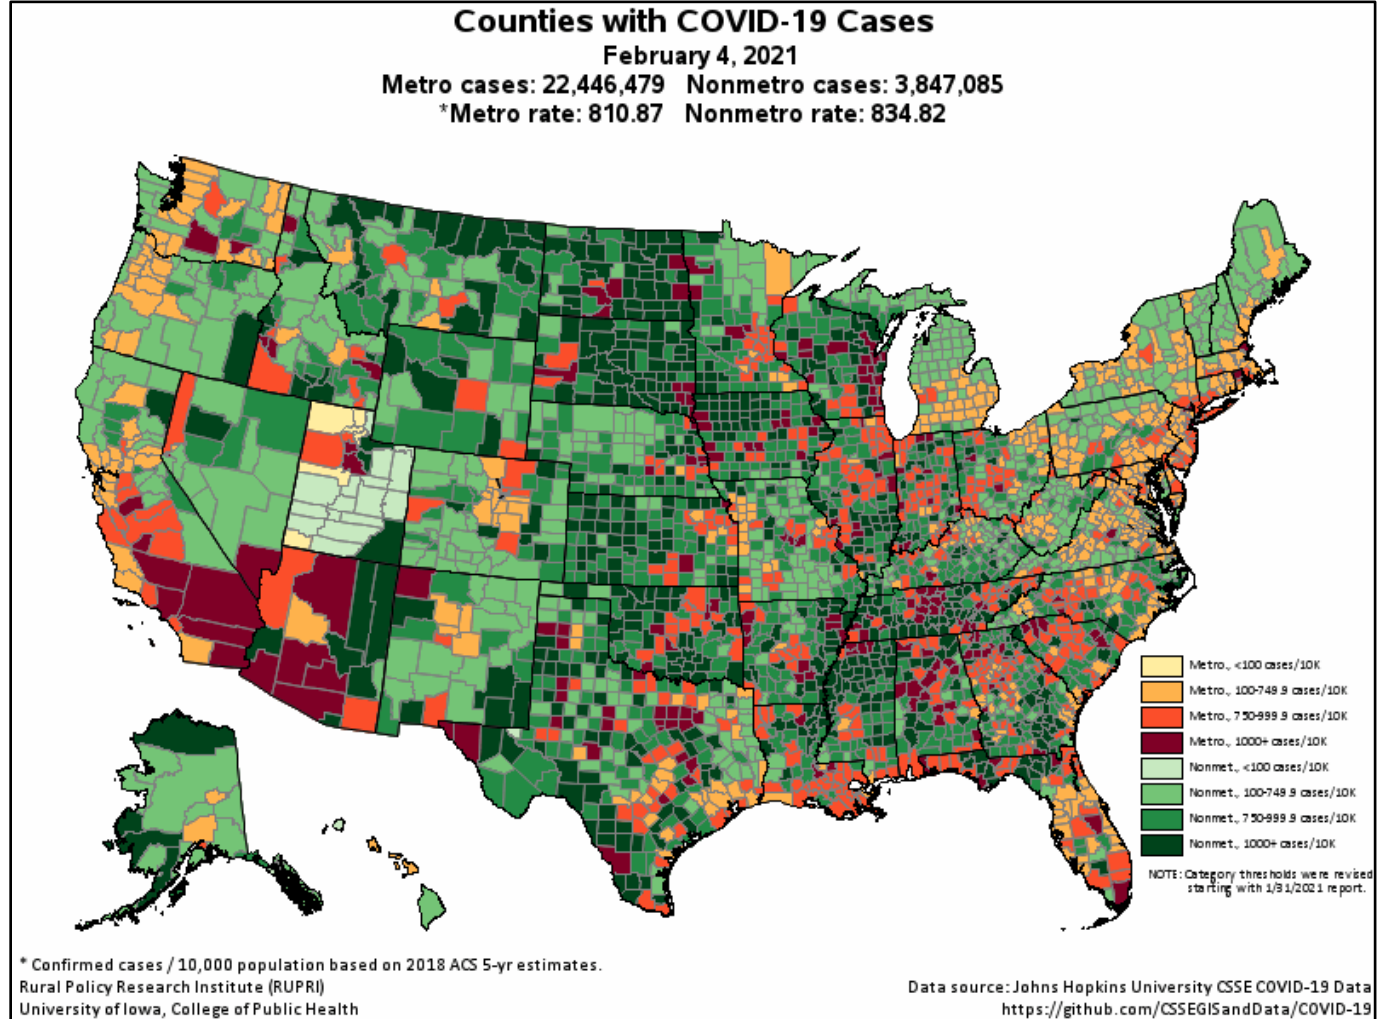 Counties with COVID-19 Cases
February 4, 2021
Metro cases: 22,446,479 Nonmetro cases: 3,847,085
*Metro rate: 810.87 Nonmetro rate: 834.82
Metro., <100 cases/10K
Metro., 100-749.9 cases/10K
Metro., 750-999.9 cases/10K
Metro., 1000+ cases/10K
Nonmet., <100 cases/10K
Nonmet., 100-749.9 cases/10K
Nonmet., 750-999.9 cases/10K
Nonmet., 1000+ cases/10K
NOTE: Category thresholds were revised
starting with 1/31/2021 report.
* Confirmed cases / 10,000 population based on 2018 ACS 5-yr estimates.
Rural Policy Research Institute (RUPRI)
University of Iowa, College of Public Health
Data source: Johns Hopkins University CSSE COVID-19 Data
https://github.com/CSSEGISandData/COVID-19